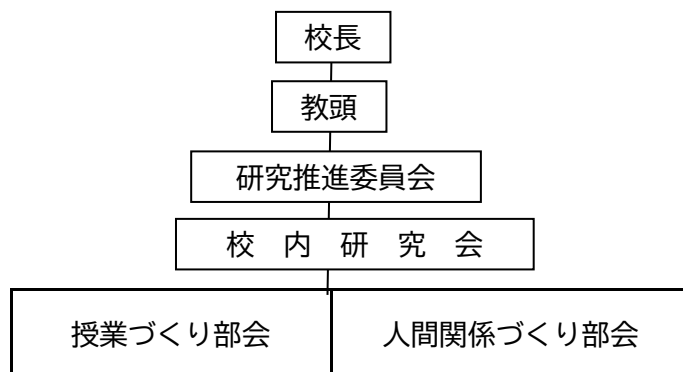 校長
教頭
研究推進委員会
校　内　研　究　会
授業づくり部会
人間関係づくり部会